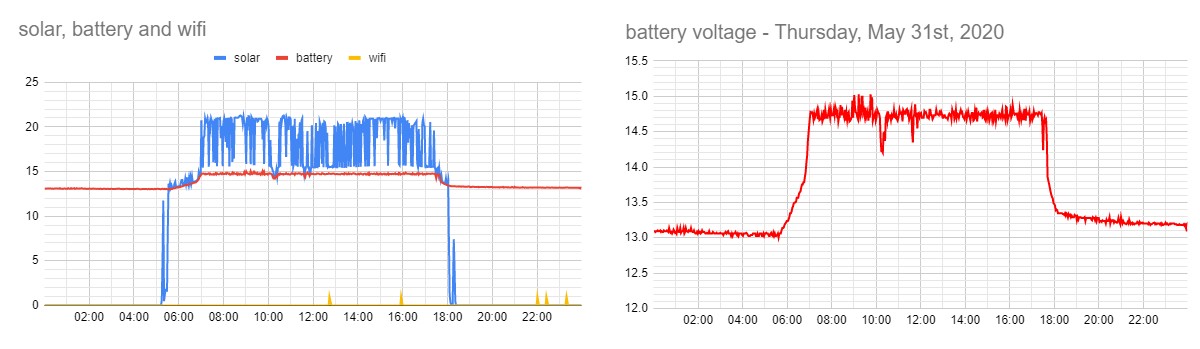 solar, battery and wifi
solar battery wifi
25
20
15
10
5
0
02:00 04:00 06:00 08:00 10:00 12:00 14:00 16:00 18:00 20:00 22:00
battery voltage - Thursday, May 31st, 2020
15.5
15.0
14.5
14.0
13.5
13.0
12.5
12.0
02:00 04:00 06:00 08:00 10:00 12:00 14:00 16:00 18:00 20:00 22:00